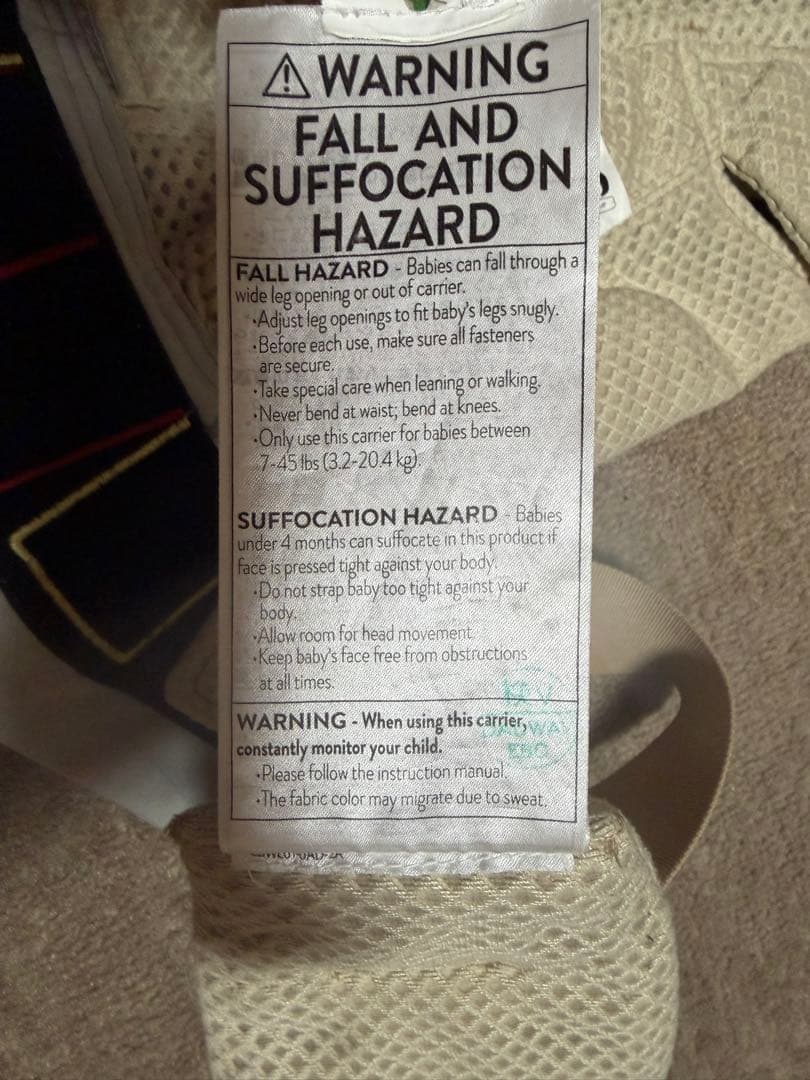 WARNING
FALL AND
SUFFOCATION
HAZARD
FALL HAZARD - Babies can fall through a
wide leg opening or out of carrier.
•Adjust leg openings to fit baby's legs snugly.
•Before each use, make sure all fasteners
are secure.
•Take special care when leaning or walking.
•Never bend at waist; bend at knees.
•Only use this carrier for babies between
7-45 lbs (3.2-20.4 kg).
SUFFOCATION HAZARD - Babies
under 4 months can suffocate in this product if
face is pressed tight against your body.
•Do not strap baby too tight against your
body.
•Allow room for head movement.
•Keep baby's face free from obstructions
at all times.
WARNING - When using this carrier,
constantly monitor your child.
•Please follow the instruction manual.
•The fabric color may migrate due to sweat.